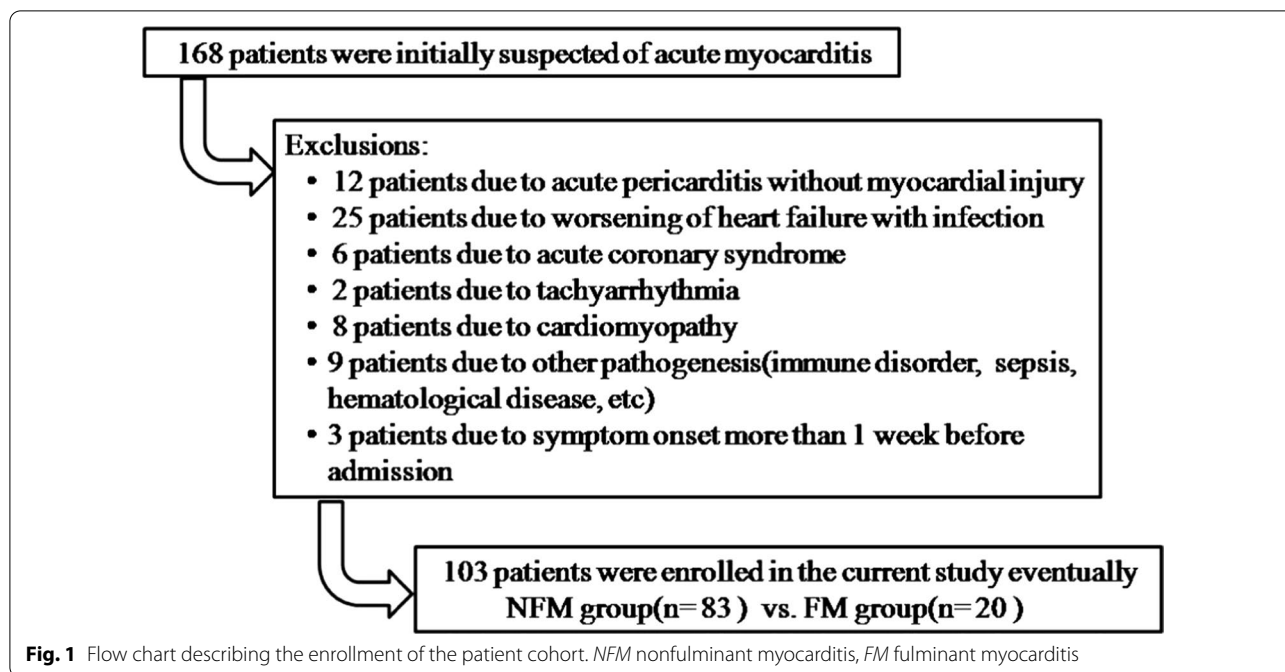 168 patients were initially suspected of acute myocarditis
Exclusions:
• 12 patients due to acute pericarditis without myocardial injury
• 25 patients due to worsening of heart failure with infection
• 6 patients due to acute coronary syndrome
• 2 patients due to tachyarrhythmia
• 8 patients due to cardiomyopathy
• 9 patients due to other pathogenesis(immune disorder, sepsis,
hematological disease, etc)
• 3 patients due to symptom onset more than 1 week before
admission
103 patients were enrolled in the current study eventually
NFM group(n=83 ) vs. FM group(n=20 )
Fig. 1 Flow chart describing the enrollment of the patient cohort. NFM nonfulminant myocarditis, FM fulminant myocarditis